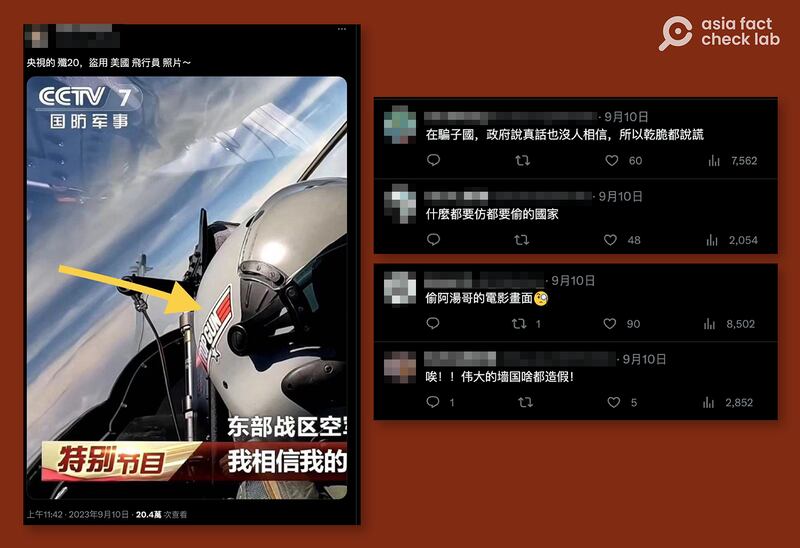 asia fact
check lab
央視的 殲20，盜用 美國 飛行員 照片～
CCTV 7
国防军事
TOP GUN
东部战区空军
特别节目
我相信我的
上午11:42 · 2023年9月10日 · 20.4萬 次查看
· 9月10日
在騙子國，政府說真話也沒人相信，所以乾脆都說謊
60
7,562
· 9月10日
什麼都要仿都要偷的國家
48
2,054
· 9月10日
偷阿湯哥的電影畫面🧐
1
90
8,502
· 9月10日
唉！！伟大的墙国啥都造假！
1
5
2,852